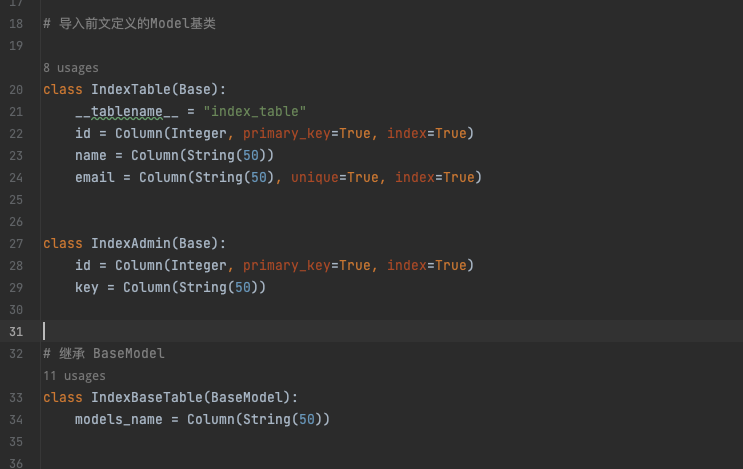 17
18 # 导入前文定义的Model基类
19
8 usages
20 class IndexTable(Base):
21 __tablename__ = "index_table"
22 id = Column(Integer, primary_key=True, index=True)
23 name = Column(String(50))
24 email = Column(String(50), unique=True, index=True)
25
26
27 class IndexAdmin(Base):
28 id = Column(Integer, primary_key=True, index=True)
29 key = Column(String(50))
30
31
32 # 继承 BaseModel
11 usages
33 class IndexBaseTable(BaseModel):
34 models_name = Column(String(50))
35
36